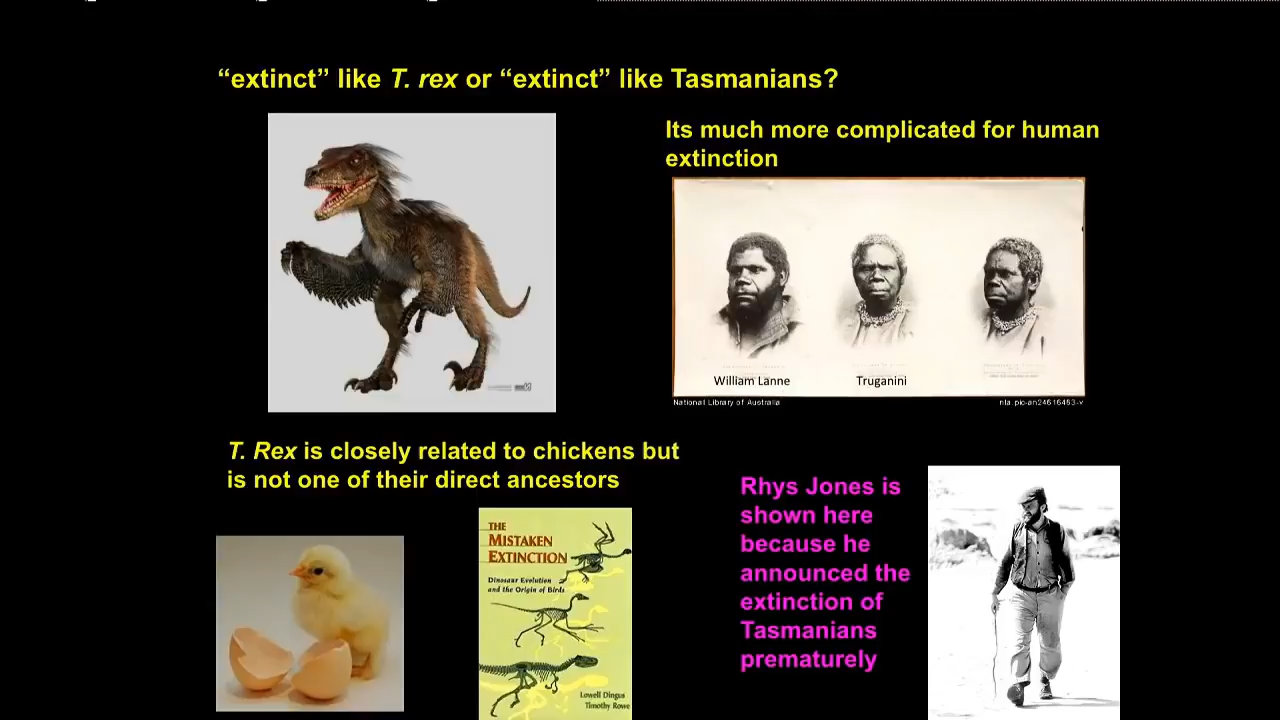 “extinct” like T. rex or “extinct” like Tasmanians?
Its much more complicated for human
extinction
William Lanne
Truganini
National Library of Australia
nla.pic-an24616453-v
T. Rex is closely related to chickens but
is not one of their direct ancestors
THE
MISTAKEN
EXTINCTION
Dinosaur Evolution
and the Origin of Birds
Lowell Dingus
Timothy Rowe
Rhys Jones is
shown here
because he
announced the
extinction of
Tasmanians
prematurely